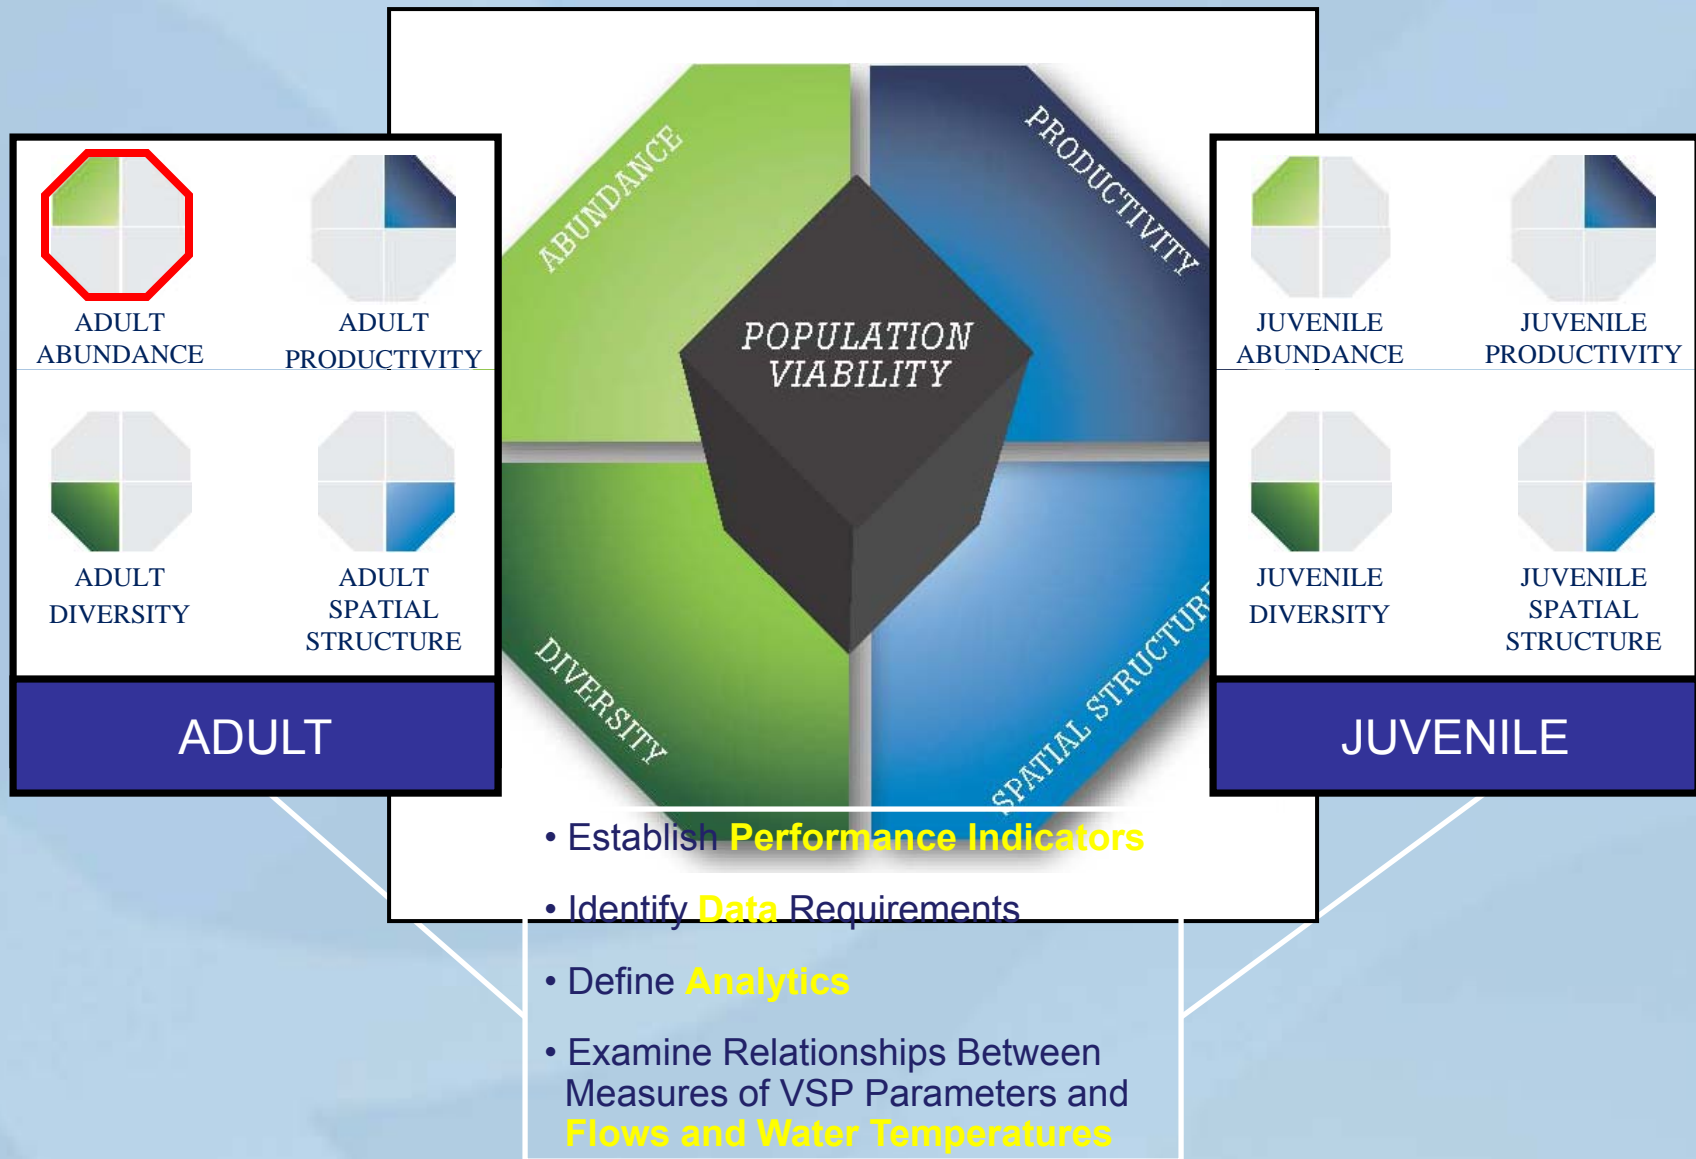 ABUNDANCE
PRODUCTIVITY
POPULATION
VIABILITY
DIVERSITY
SPATIAL STRUCTURE
ADULT
ABUNDANCE
ADULT
PRODUCTIVITY
ADULT
DIVERSITY
ADULT
SPATIAL
STRUCTURE
ADULT
JUVENILE
ABUNDANCE
JUVENILE
PRODUCTIVITY
JUVENILE
DIVERSITY
JUVENILE
SPATIAL
STRUCTURE
JUVENILE
• Establish Performance Indicators
• Identify Data Requirements
• Define Analytics
• Examine Relationships Between
Measures of VSP Parameters and
Flows and Water Temperatures